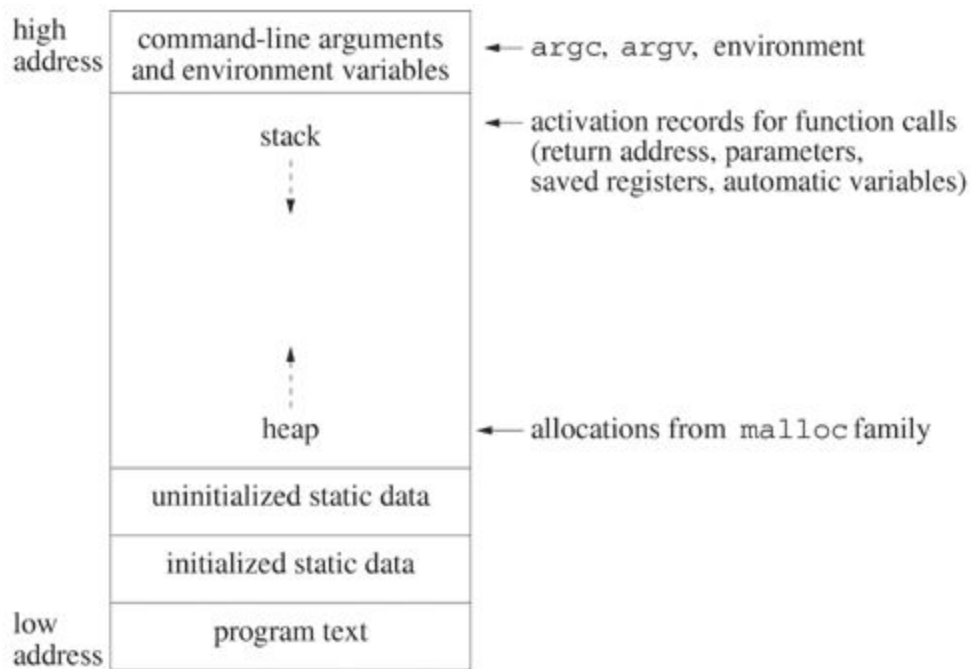 high
address
command-line arguments
and environment variables
argc, argv, environment
stack
activation records for function calls
(return address, parameters,
saved registers, automatic variables)
heap
allocations from malloc family
uninitialized static data
initialized static data
program text
low
address